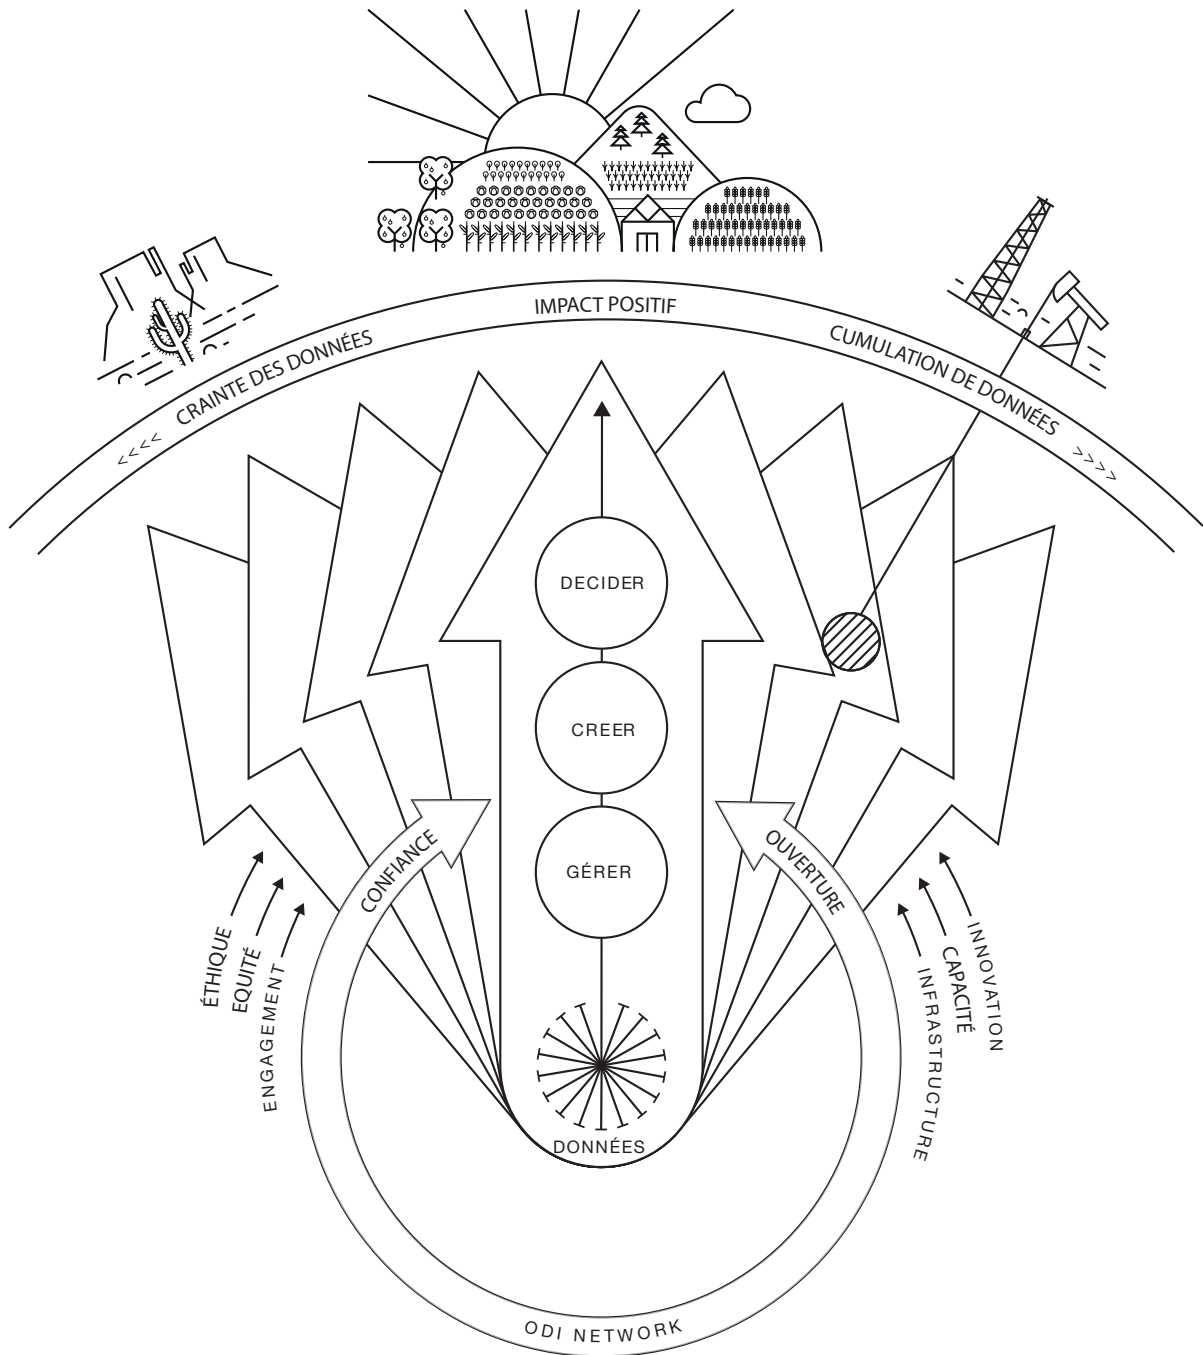 IMPACT POSITIF
<<<< CRAINTE DES DONNÉES
CUMULATION DE DONNÉES >>>>
DECIDER
CREER
GÉRER
CONFIANCE
OUVERTURE
ÉTHIQUE
EQUITÉ
ENGAGEMENT
INNOVATION
CAPACITÉ
INFRASTRUCTURE
DONNÉES
ODI NETWORK